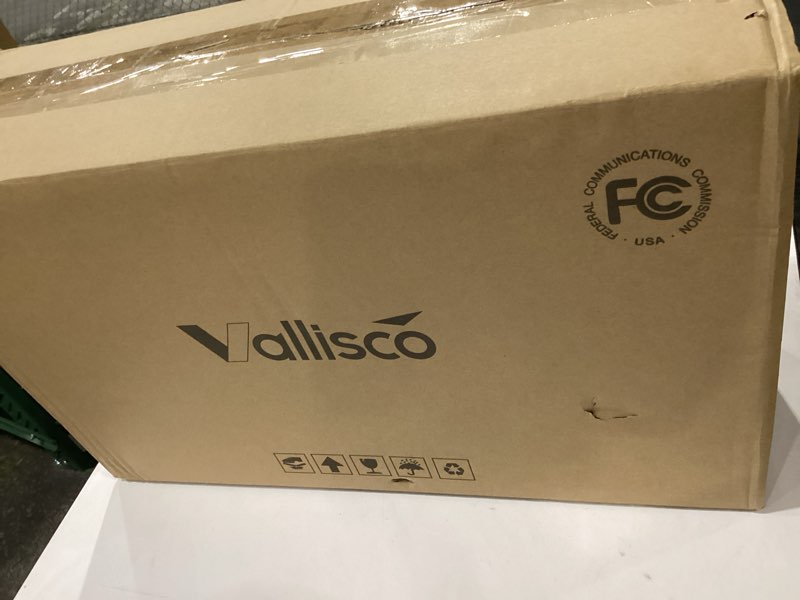 FEDERAL COMMUNICATIONS COMMISSION
FC
· USA ·
Vallisco